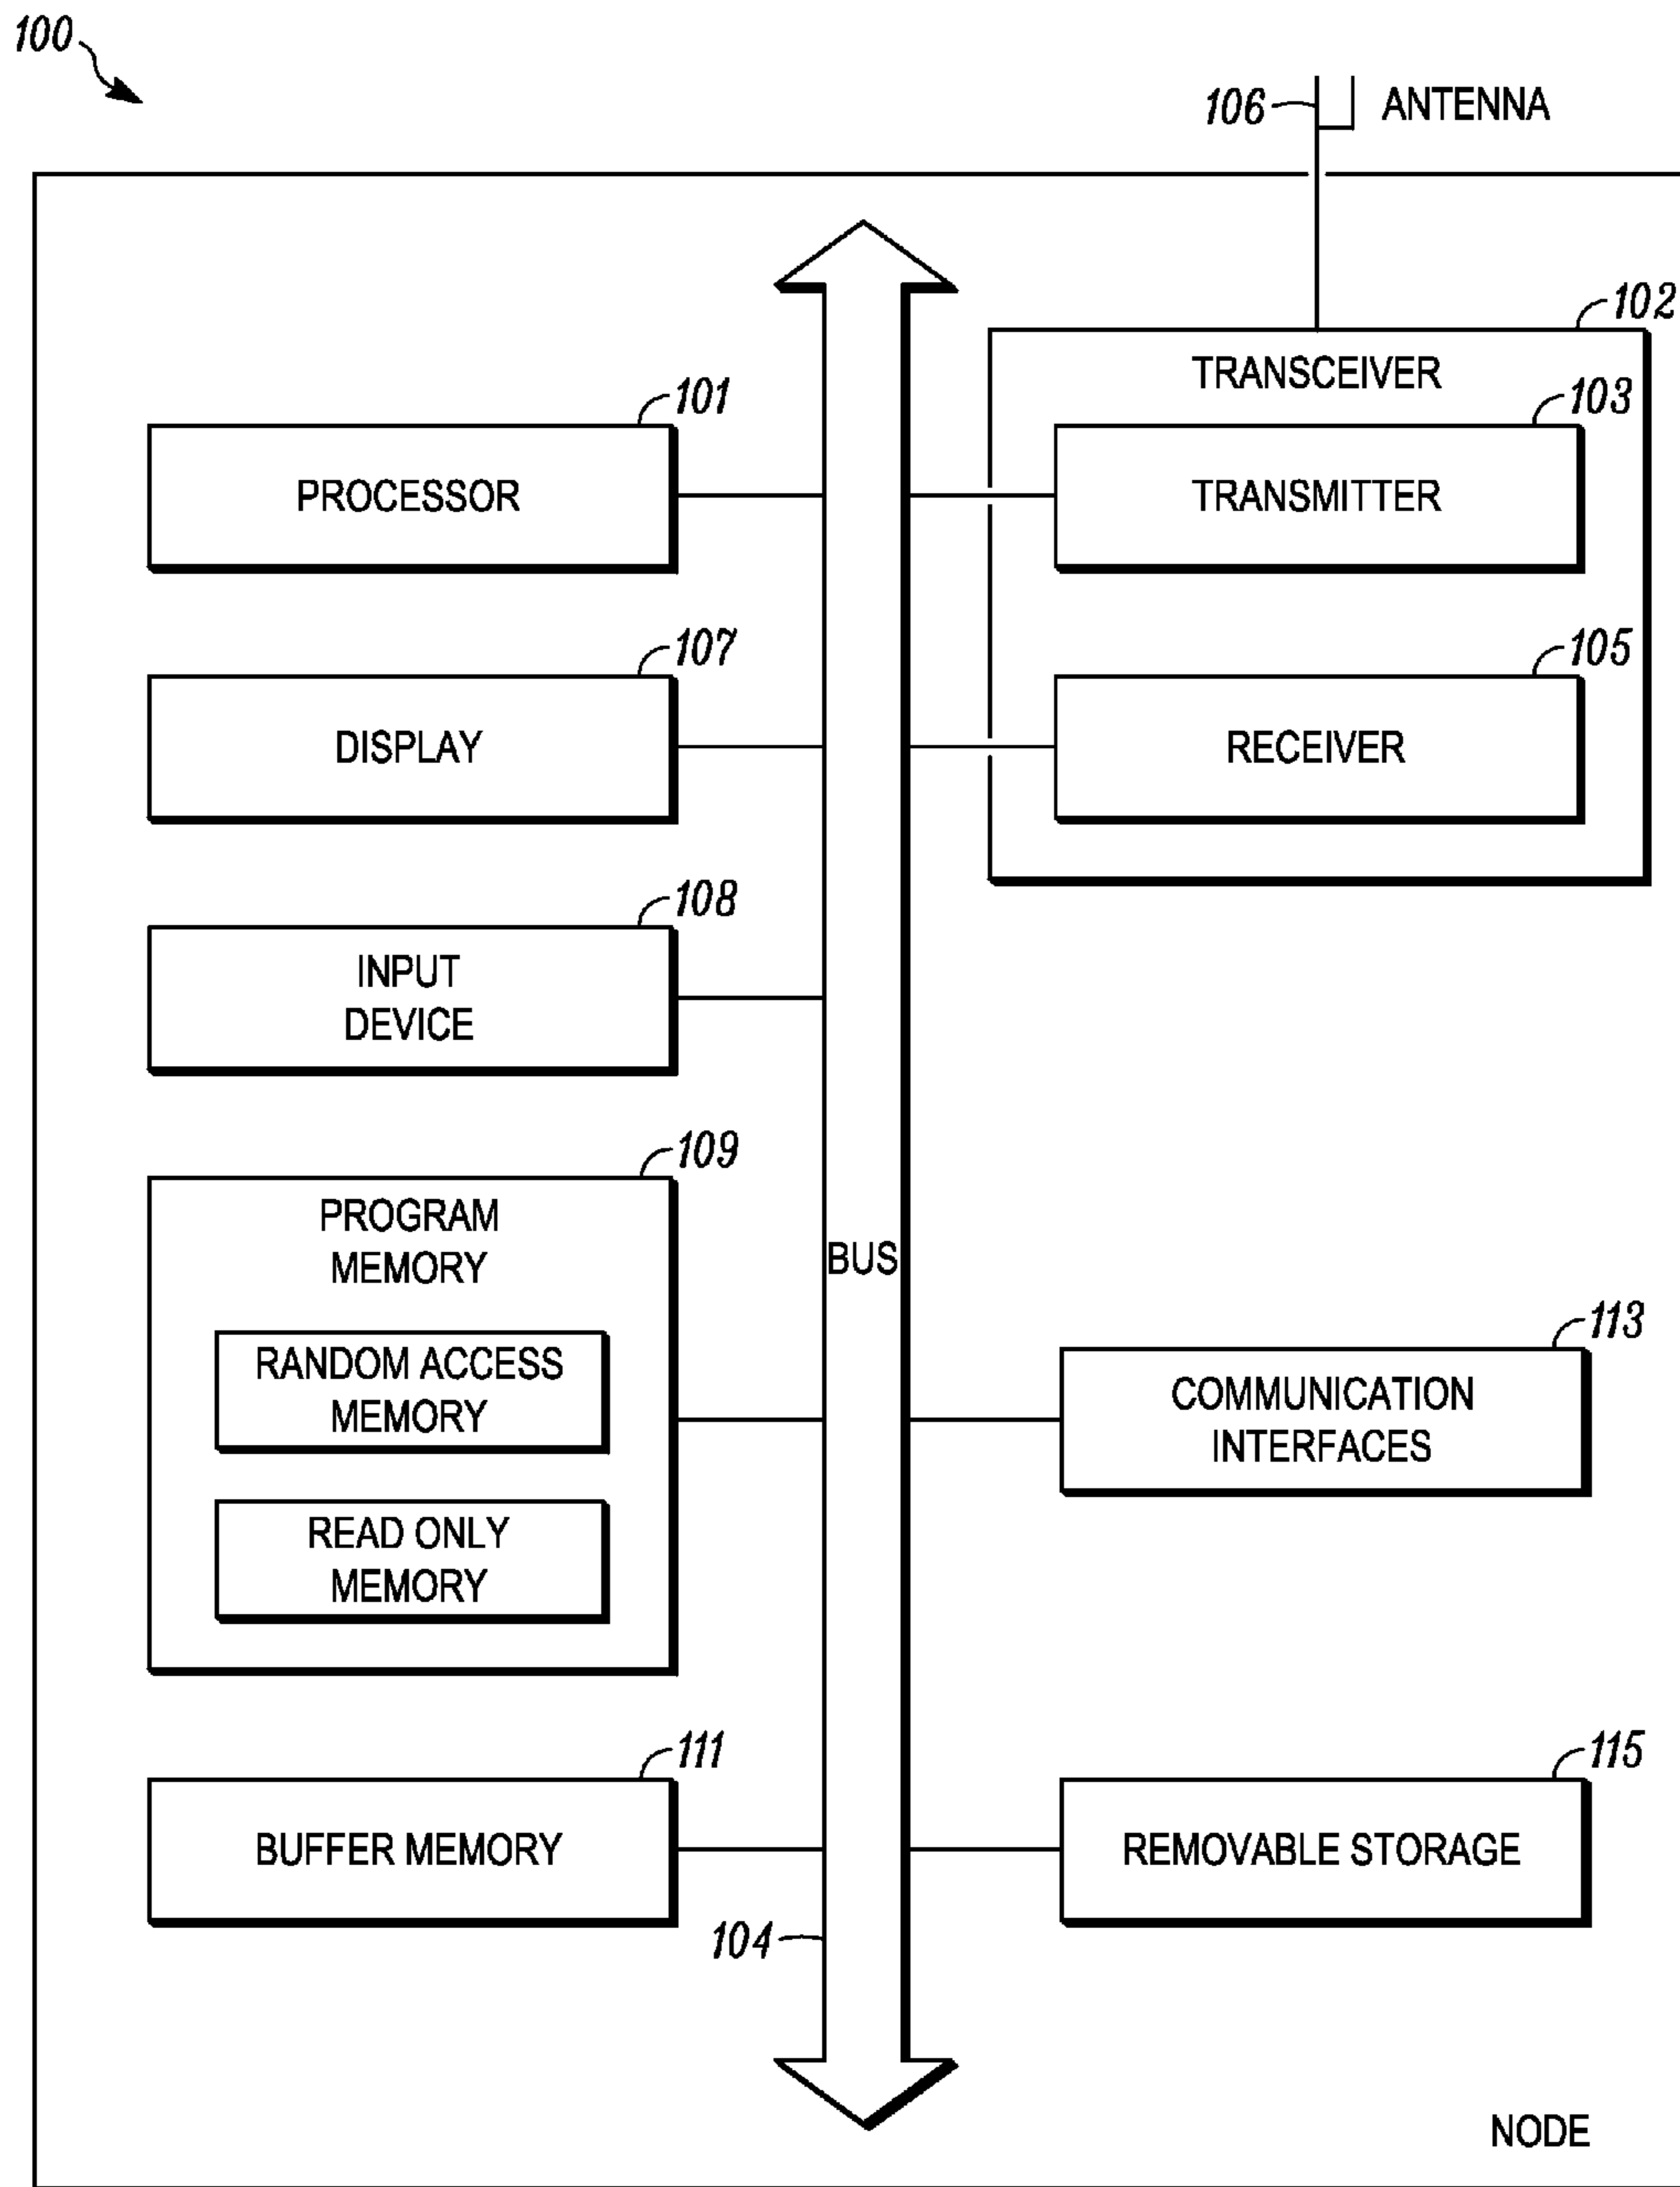 100
106
ANTENNA
102
TRANSCEIVER
101
103
PROCESSOR
TRANSMITTER
107
105
DISPLAY
RECEIVER
108
INPUT
DEVICE
109
PROGRAM
MEMORY
BUS
RANDOM ACCESS
MEMORY
113
COMMUNICATION
INTERFACES
READ ONLY
MEMORY
111
115
BUFFER MEMORY
REMOVABLE STORAGE
104
NODE